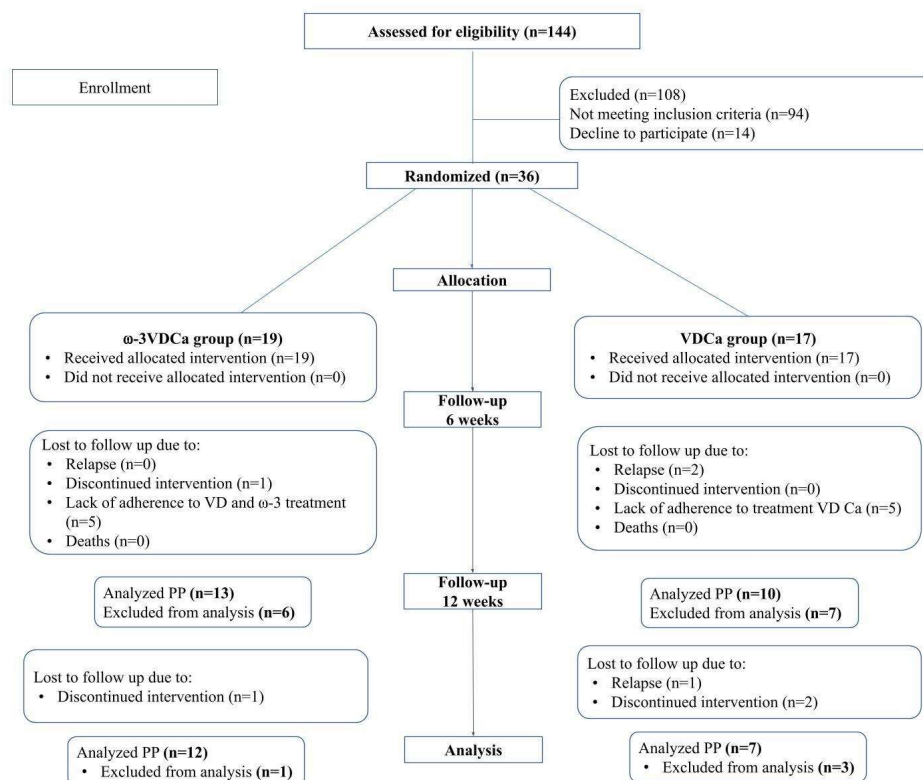 Assessed for eligibility (n=144)
Enrollment
Excluded (n=108)
Not meeting inclusion criteria (n=94)
Decline to participate (n=14)
Randomized (n=36)
Allocation
ω-3VDCa group (n=19)
• Received allocated intervention (n=19)
• Did not receive allocated intervention (n=0)
VDCa group (n=17)
• Received allocated intervention (n=17)
• Did not receive allocated intervention (n=0)
Follow-up
6 weeks
Lost to follow up due to:
• Relapse (n=0)
• Discontinued intervention (n=1)
• Lack of adherence to VD and ω-3 treatment
(n=5)
• Deaths (n=0)
Lost to follow up due to:
• Relapse (n=2)
• Discontinued intervention (n=0)
• Lack of adherence to treatment VD Ca (n=5)
• Deaths (n=0)
Follow-up
12 weeks
Analyzed PP (n=13)
Excluded from analysis (n=6)
Analyzed PP (n=10)
Excluded from analysis (n=7)
Lost to follow up due to:
• Discontinued intervention (n=1)
Lost to follow up due to:
• Relapse (n=1)
• Discontinued intervention (n=2)
Analysis
Analyzed PP (n=12)
• Excluded from analysis (n=1)
Analyzed PP (n=7)
• Excluded from analysis (n=3)